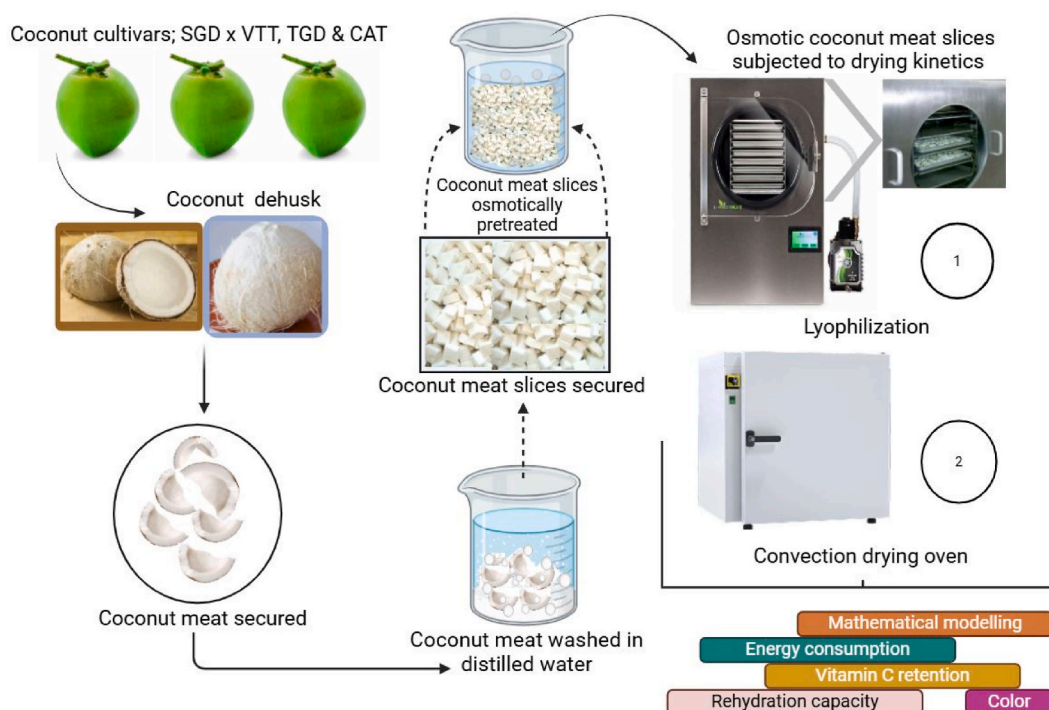 Coconut cultivars; SGD x VTT, TGD & CAT
Coconut dehusk
Coconut meat secured
Coconut meat washed in
distilled water
Coconut meat slices secured
Coconut meat slices
osmotically
pretreated
Osmotic coconut meat slices
subjected to drying kinetics
1
Lyophilization
2
Convection drying oven
Mathematical modelling
Energy consumption
Vitamin C retention
Rehydration capacity
Color